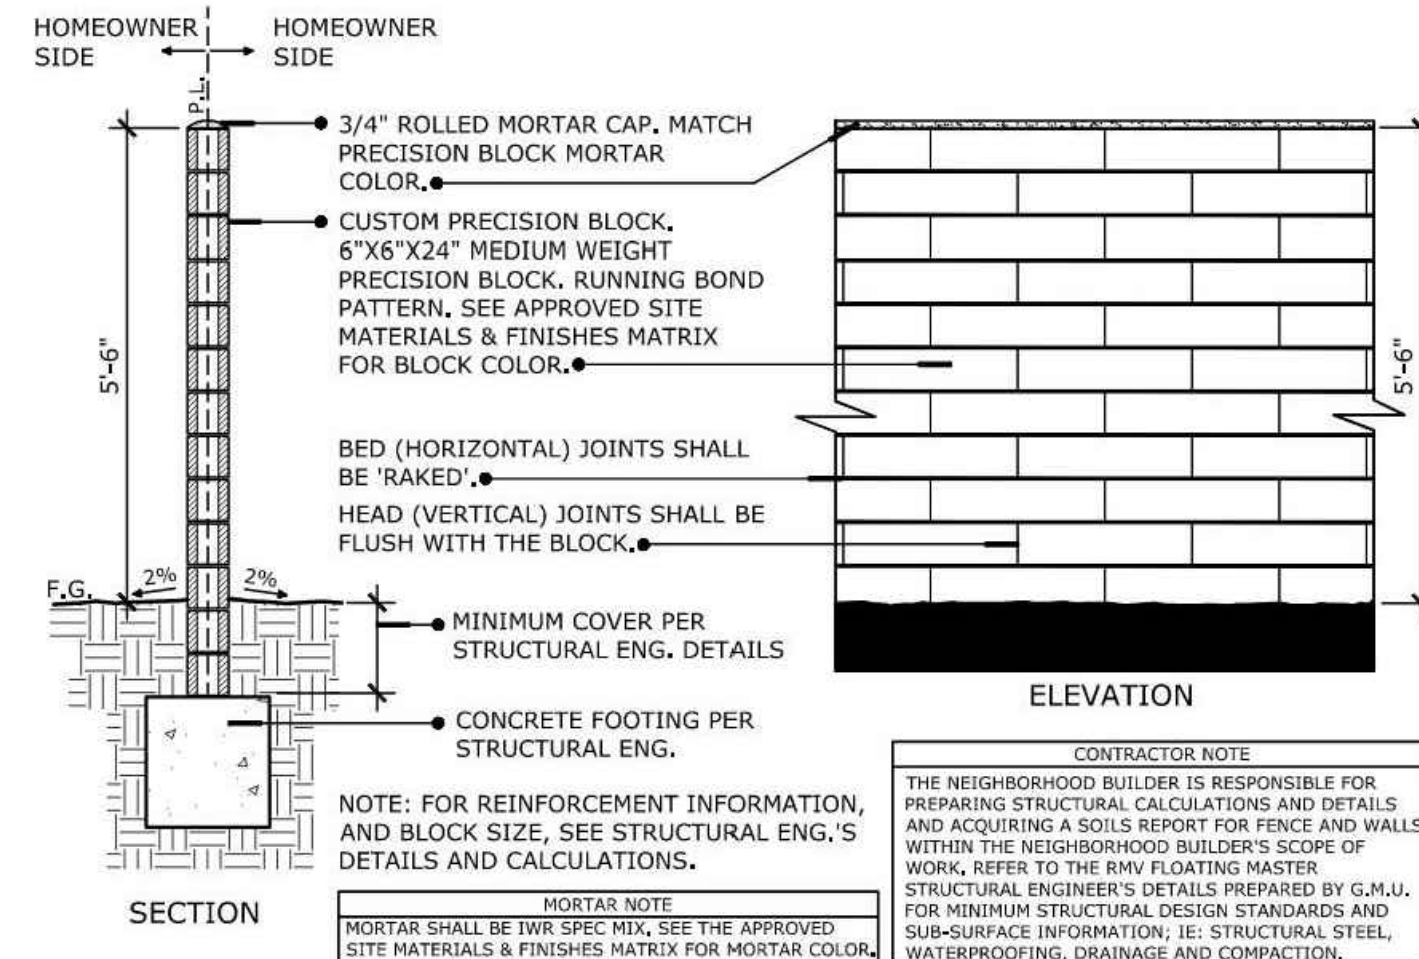 HOMEOWNER
SIDE
HOMEOWNER
SIDE
P.L.
3/4" ROLLED MORTAR CAP. MATCH
PRECISION BLOCK MORTAR
COLOR.
CUSTOM PRECISION BLOCK.
6"X6"X24" MEDIUM WEIGHT
PRECISION BLOCK. RUNNING BOND
PATTERN. SEE APPROVED SITE
MATERIALS & FINISHES MATRIX
FOR BLOCK COLOR.
5'-6"
5'-6"
BED (HORIZONTAL) JOINTS SHALL
BE 'RAKED'.
HEAD (VERTICAL) JOINTS SHALL BE
FLUSH WITH THE BLOCK.
F.G.
2%
2%
MINIMUM COVER PER
STRUCTURAL ENG. DETAILS
ELEVATION
CONCRETE FOOTING PER
STRUCTURAL ENG.
NOTE: FOR REINFORCEMENT INFORMATION,
AND BLOCK SIZE, SEE STRUCTURAL ENG.'S
DETAILS AND CALCULATIONS.
SECTION
MORTAR NOTE
MORTAR SHALL BE IWR SPEC MIX, SEE THE APPROVED
SITE MATERIALS & FINISHES MATRIX FOR MORTAR COLOR.
CONTRACTOR NOTE
THE NEIGHBORHOOD BUILDER IS RESPONSIBLE FOR
PREPARING STRUCTURAL CALCULATIONS AND DETAILS
AND ACQUIRING A SOILS REPORT FOR FENCE AND WALLS
WITHIN THE NEIGHBORHOOD BUILDER'S SCOPE OF
WORK. REFER TO THE RMV FLOATING MASTER
STRUCTURAL ENGINEER'S DETAILS PREPARED BY G.M.U.
FOR MINIMUM STRUCTURAL DESIGN STANDARDS AND
SUB-SURFACE INFORMATION; IE: STRUCTURAL STEEL,
WATERPROOFING, DRAINAGE AND COMPACTION.